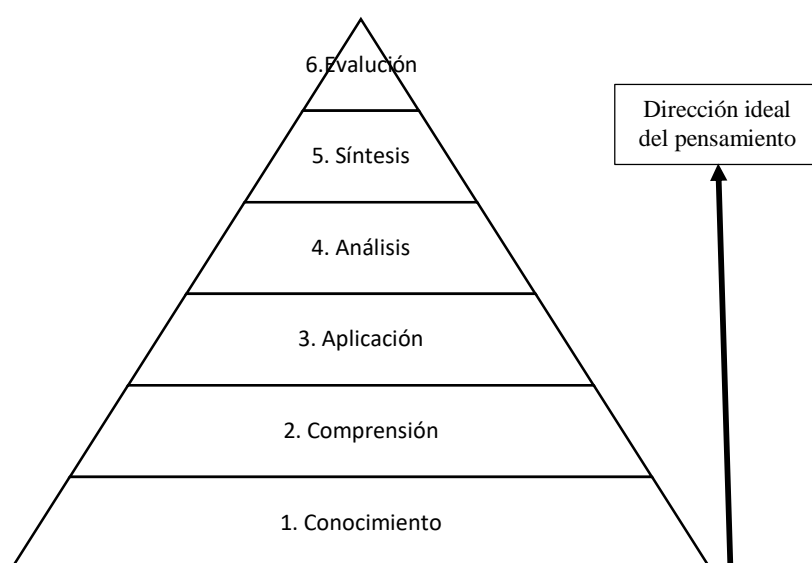 6.Evalución
Dirección ideal
del pensamiento
5. Síntesis
4. Análisis
3. Aplicación
2. Comprensión
1. Conocimiento